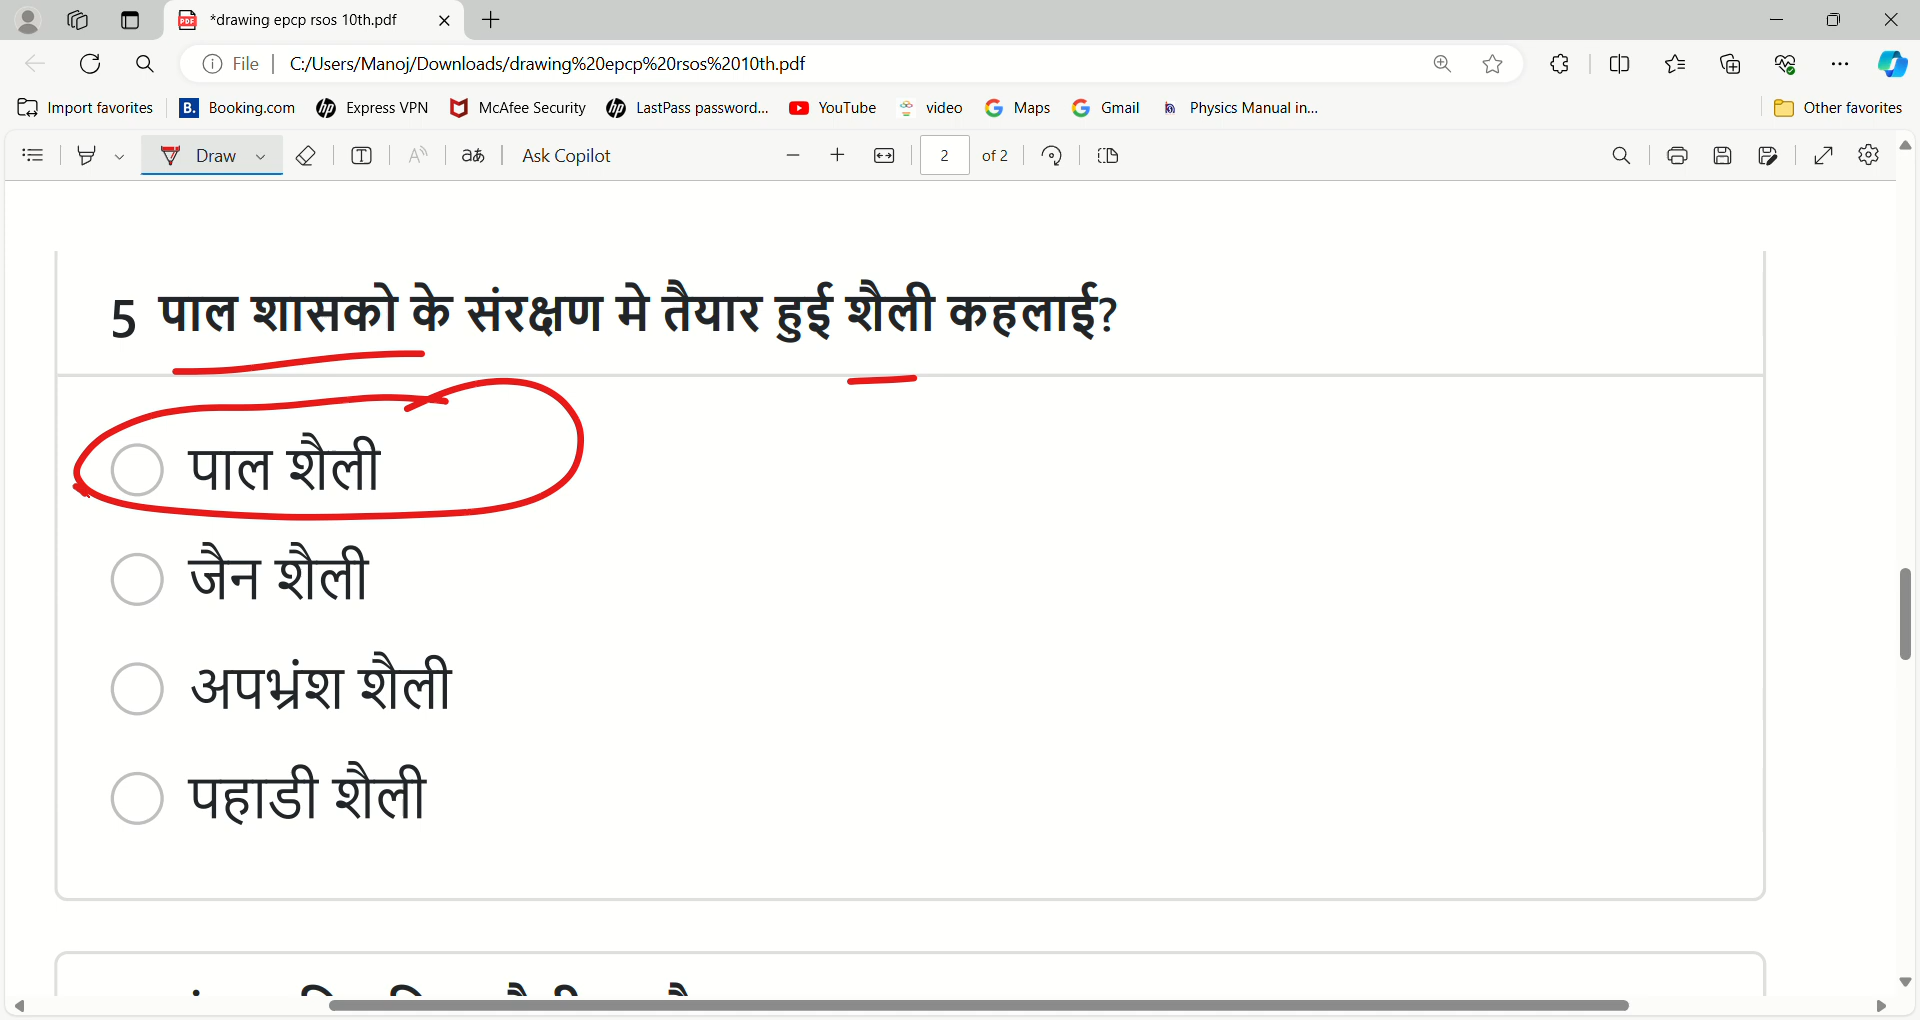 *drawing epcp rsos 10th.pdf
File C:/Users/Manoj/Downloads/drawing%20epcp%20rsos%2010th.pdf
Import favorites B. Booking.com Express VPN McAfee Security LastPass password... YouTube video Maps Gmail Physics Manual in... Other favorites
Draw Ask Copilot 2 of 2
5 पाल शासको के संरक्षण मे तैयार हुई शैली कहलाई?
पाल शैली
जैन शैली
अपभ्रंश शैली
पहाडी शैली